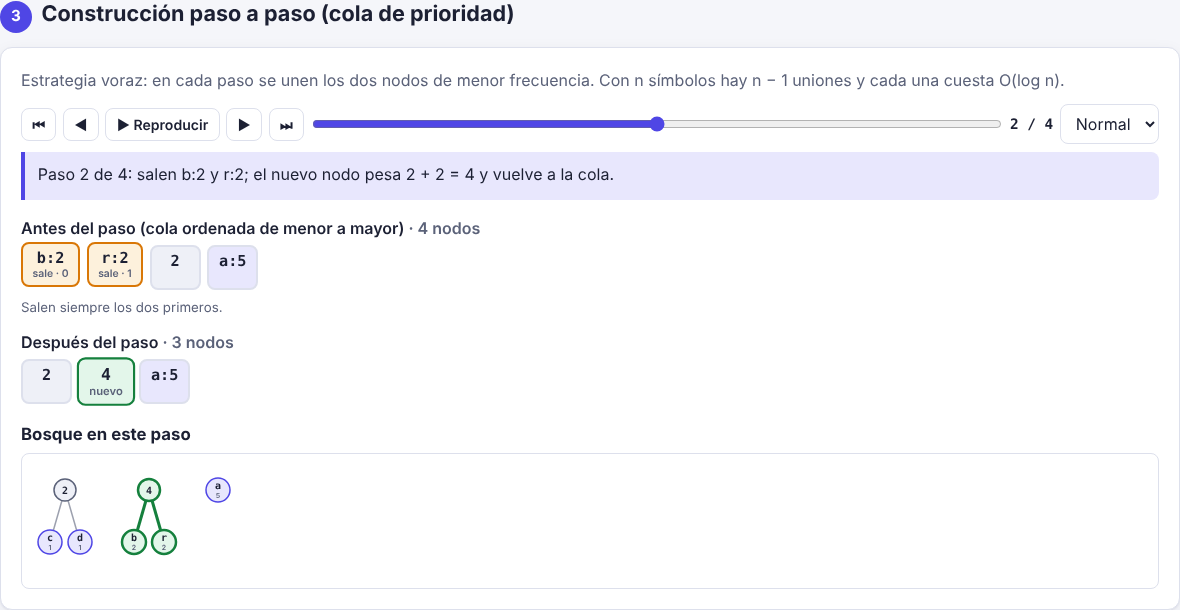 3 Construcción paso a paso (cola de prioridad)
Estrategia voraz: en cada paso se unen los dos nodos de menor frecuencia. Con n símbolos hay n − 1 uniones y cada una cuesta O(log n).
⏮ ◀ ▶ Reproducir ▶ ⏭ 2 / 4 Normal
Paso 2 de 4: salen b:2 y r:2; el nuevo nodo pesa 2 + 2 = 4 y vuelve a la cola.
Antes del paso (cola ordenada de menor a mayor) · 4 nodos
b:2 r:2 2 a:5
sale · 0 sale · 1
Salen siempre los dos primeros.
Después del paso · 3 nodos
2 4 a:5
nuevo
Bosque en este paso
2 4 a
5
c d b r
1 1 2 2